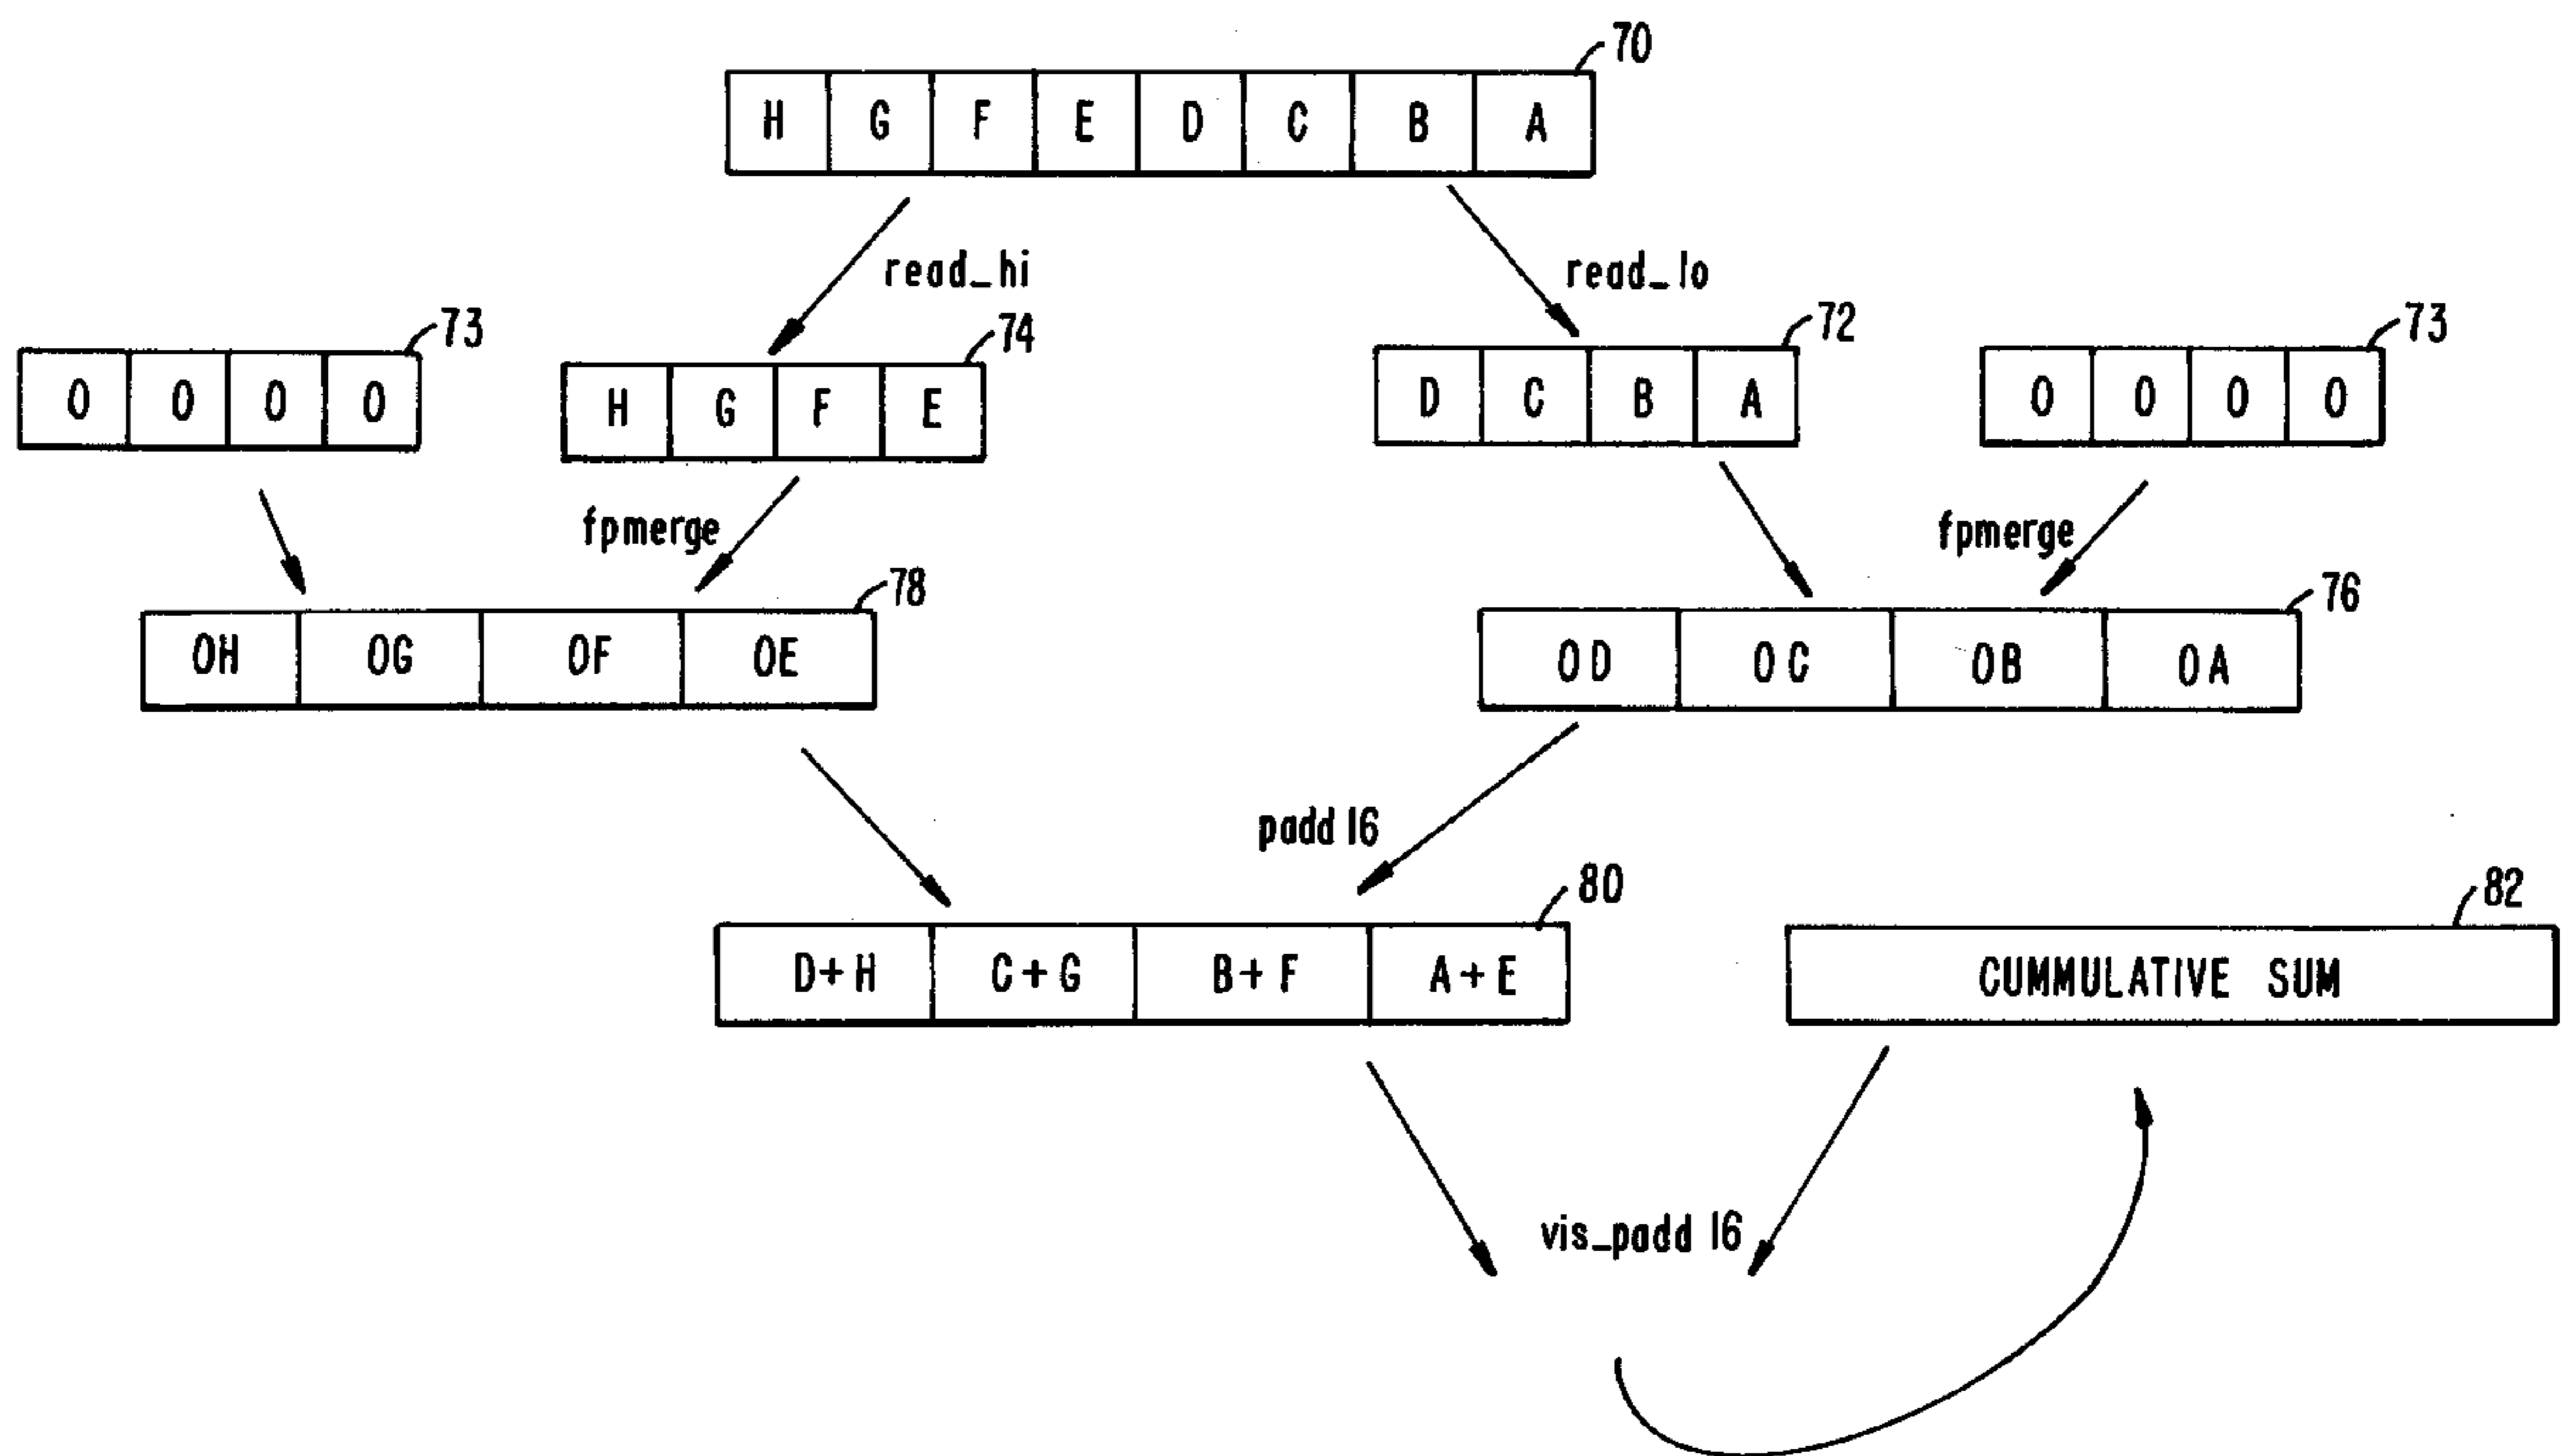 70
H G F E D C B A
read_hi
read_lo
73
74
72
73
0 0 0 0
H G F E
D C B A
0 0 0 0
fpmerge
fpmerge
78
76
0H 0G 0F 0E
0D 0C 0B 0A
padd 16
80
82
D+H C+G B+F A+E
CUMMULATIVE SUM
vis_padd 16